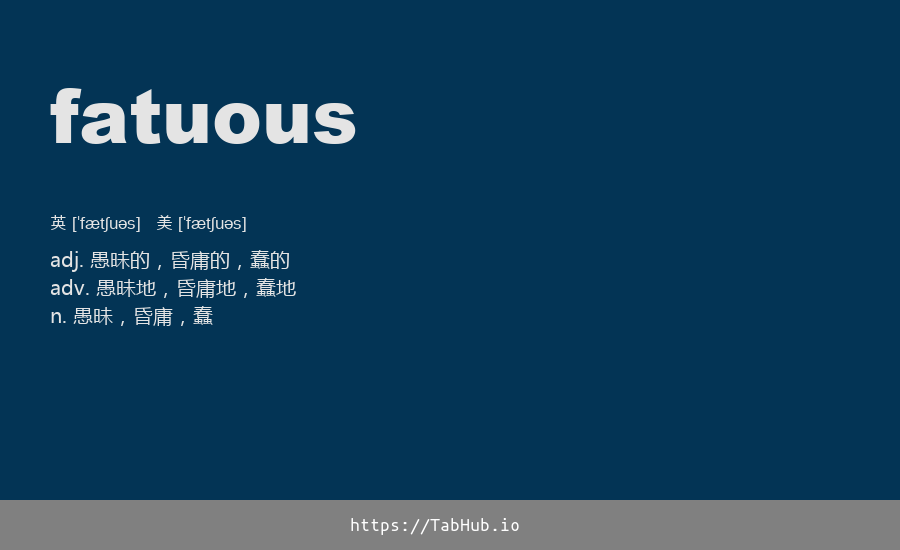 fatuous
英 [ˈfætʃuəs] 美 [ˈfætʃuəs]
adj. 愚昧的，昏庸的，蠢的
adv. 愚昧地，昏庸地，蠢地
n. 愚昧，昏庸，蠢
https://TabHub.io